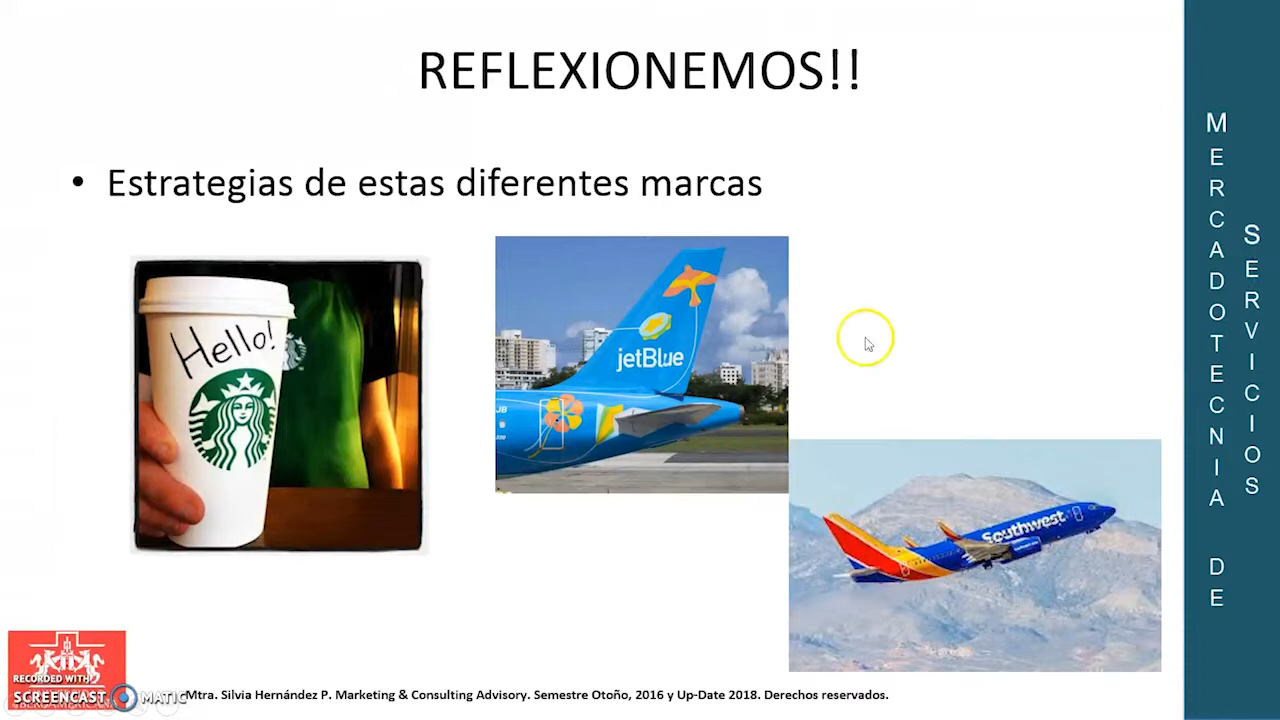 REFLEXIONEMOS!!
• Estrategias de estas diferentes marcas
Hello!
jetBlue
JB
Southwest
RECORDED WITH
SCREENCAST MATIC
Mtra. Silvia Hernández P. Marketing & Consulting Advisory. Semestre Otoño, 2016 y Up-Date 2018. Derechos reservados.
MERCADOTECNIA DE
SERVICIOS